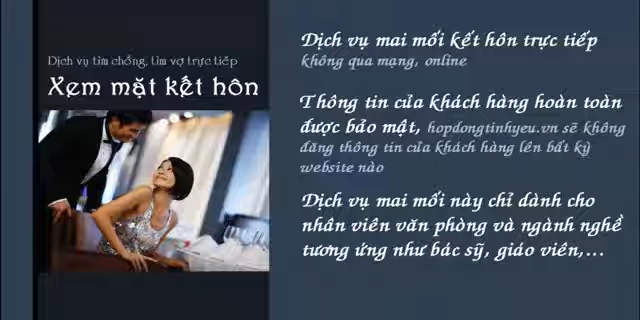 Dịch vụ tìm chồng, tìm vợ trực tiếp
Xem mặt kết hôn
Dịch vụ mai mối kết hôn trực tiếp
không qua mạng, online
Thông tin của khách hàng hoàn toàn
được bảo mật, hopdongtinhyeu.vn sẽ không
đăng thông tin của khách hàng lên bất kỳ
website nào
Dịch vụ mai mối này chỉ dành cho
nhân viên văn phòng và ngành nghề
tương ứng như bác sỹ, giáo viên,...